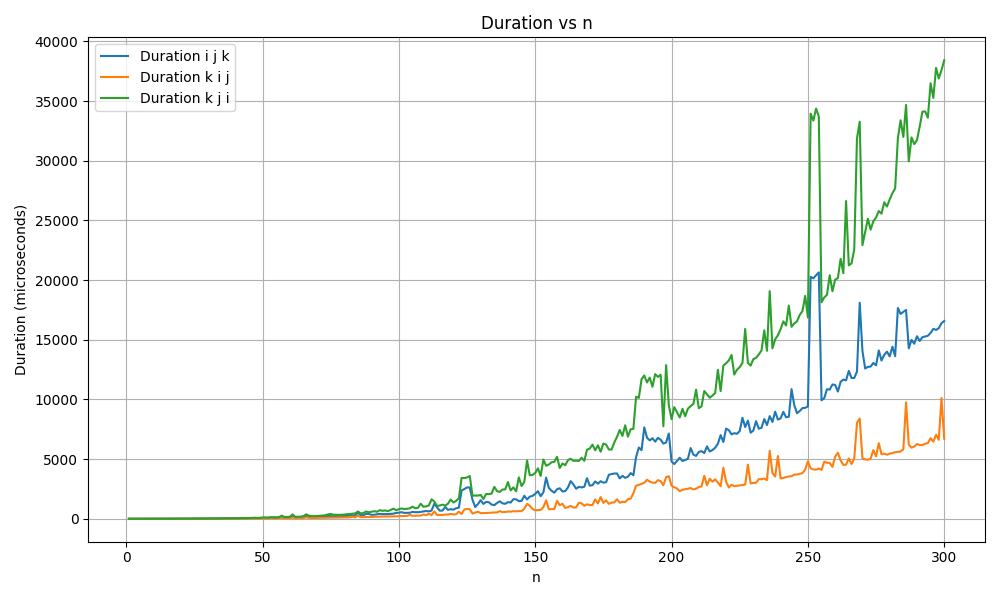 Duration vs n
Duration (microseconds)
40000
35000
30000
25000
20000
15000
10000
5000
0
Duration i j k
Duration k i j
Duration k j i
0 50 100 150 200 250 300
n